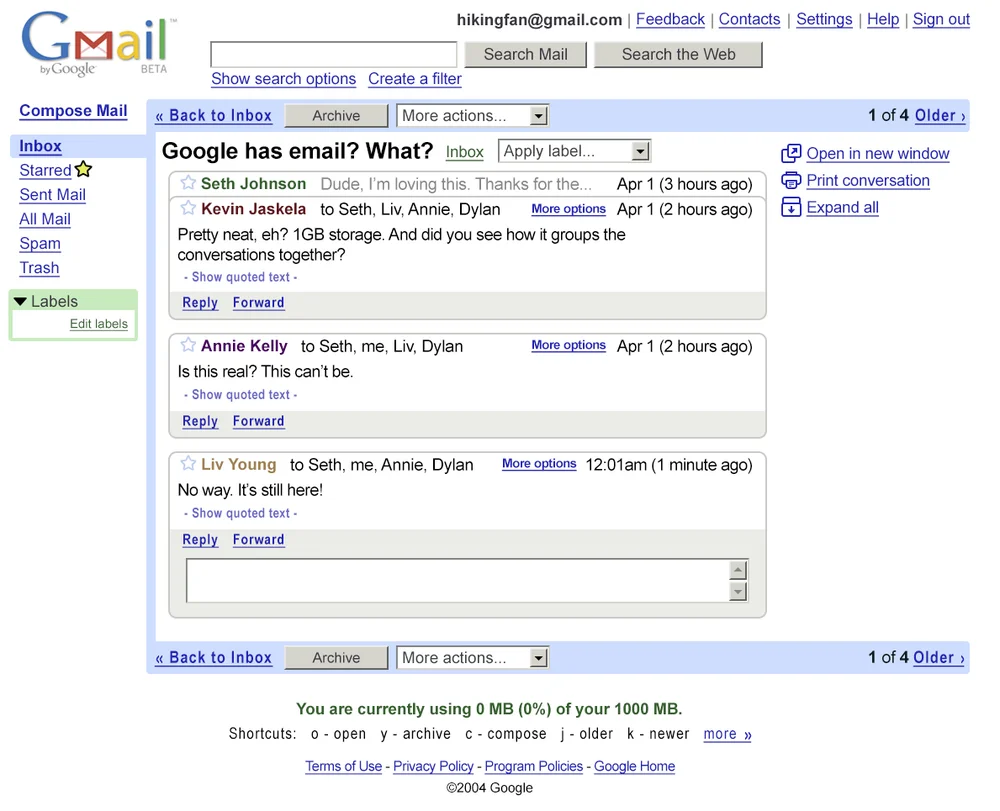 Gmail™
by Google BETA
hikingfan@gmail.com | Feedback | Contacts | Settings | Help | Sign out
Search Mail Search the Web
Show search options Create a filter
Compose Mail
Inbox
Starred
Sent Mail
All Mail
Spam
Trash
Labels
Edit labels
« Back to Inbox Archive More actions... 1 of 4 Older ›
Google has email? What? Inbox Apply label...
Open in new window
Print conversation
Expand all
Seth Johnson Dude, I’m loving this. Thanks for the... Apr 1 (3 hours ago)
Kevin Jaskela to Seth, Liv, Annie, Dylan More options Apr 1 (2 hours ago)
Pretty neat, eh? 1GB storage. And did you see how it groups the
conversations together?
- Show quoted text -
Reply Forward
Annie Kelly to Seth, me, Liv, Dylan More options Apr 1 (2 hours ago)
Is this real? This can’t be.
- Show quoted text -
Reply Forward
Liv Young to Seth, me, Annie, Dylan More options 12:01am (1 minute ago)
No way. It’s still here!
- Show quoted text -
Reply Forward
« Back to Inbox Archive More actions... 1 of 4 Older ›
You are currently using 0 MB (0%) of your 1000 MB.
Shortcuts: o - open y - archive c - compose j - older k - newer more »
Terms of Use - Privacy Policy - Program Policies - Google Home
©2004 Google